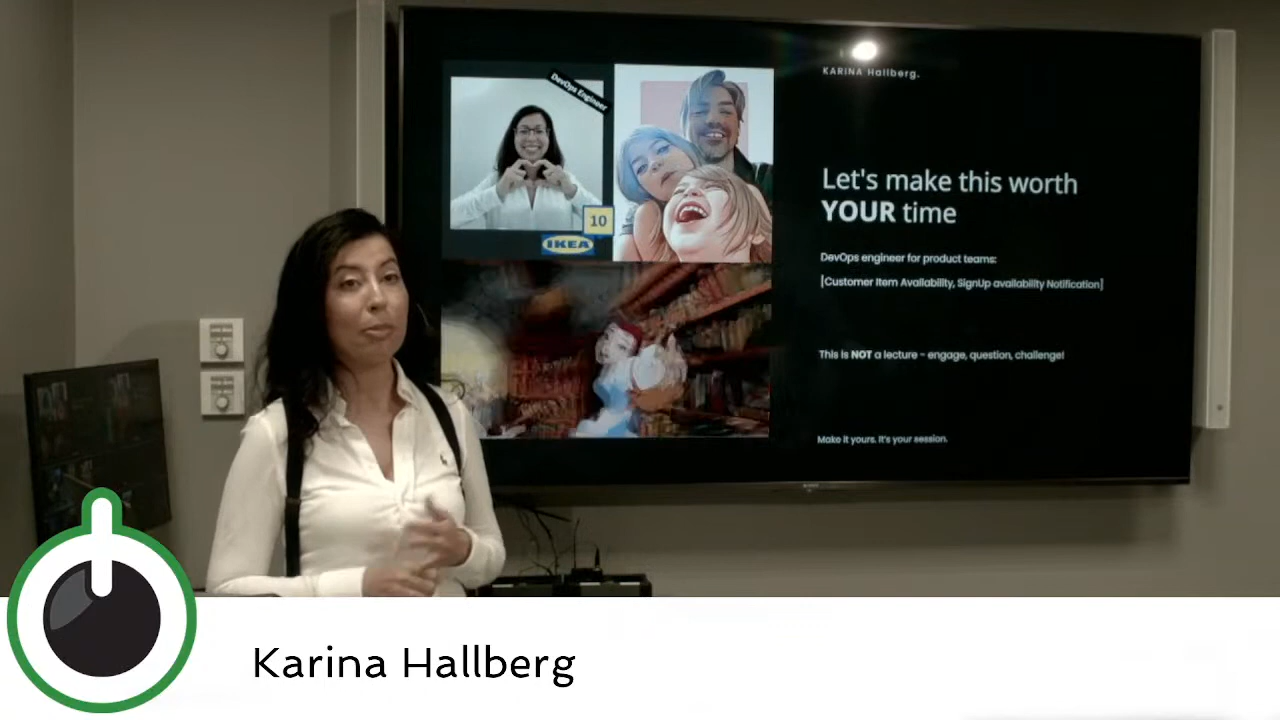 DevOps Engineer
10
IKEA
KARINA Hallberg.
Let's make this worth
YOUR time
DevOps engineer for product teams:
[Customer Item Availability, SignUp availability Notification]
This is NOT a lecture - engage, question, challenge!
Make it yours. It's your session.
Karina Hallberg